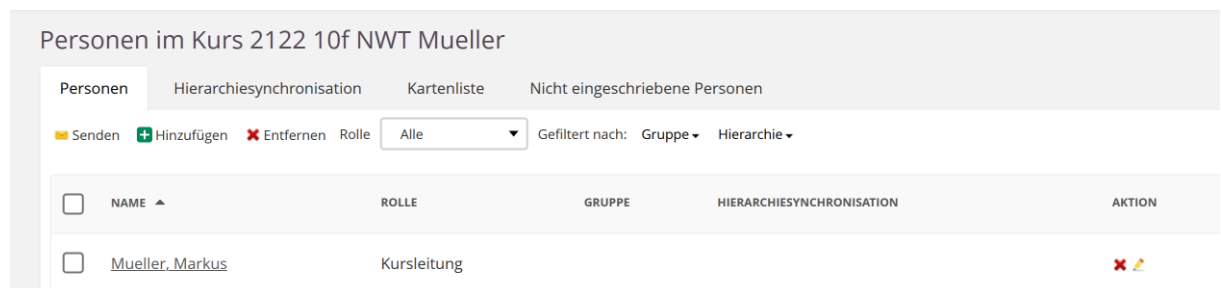 Personen im Kurs 2122 10f NWT Mueller
Personen Hierarchiesynchronisation Kartenliste Nicht eingeschriebene Personen
Senden Hinzufügen Entfernen Rolle Alle Gefiltert nach: Gruppe Hierarchie
NAME ROLLE GRUPPE HIERARCHIESYNCHRONISATION AKTION
Mueller, Markus Kursleitung